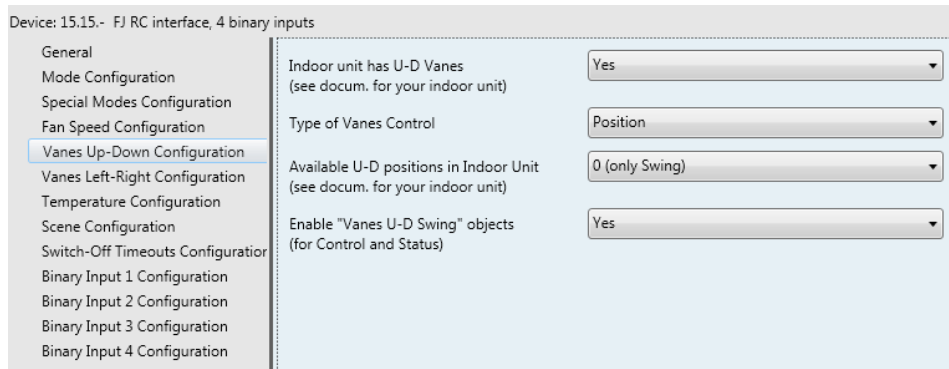 Device: 15.15.- FJ RC interface, 4 binary inputs
General
Mode Configuration
Special Modes Configuration
Fan Speed Configuration
Vanes Up-Down Configuration
Vanes Left-Right Configuration
Temperature Configuration
Scene Configuration
Switch-Off Timeouts Configuration
Binary Input 1 Configuration
Binary Input 2 Configuration
Binary Input 3 Configuration
Binary Input 4 Configuration
Indoor unit has U-D Vanes
(see docum. for your indoor unit)
Yes
Type of Vanes Control
Position
Available U-D positions in Indoor Unit
(see docum. for your indoor unit)
0 (only Swing)
Enable "Vanes U-D Swing" objects
(for Control and Status)
Yes